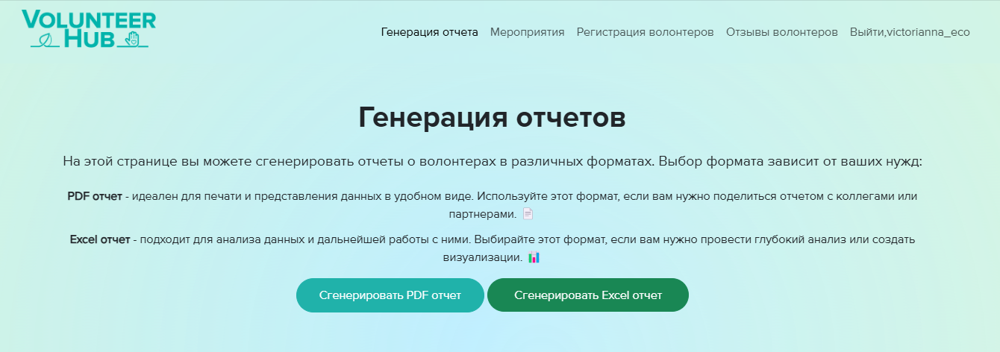 VOLUNTEER
HUB
Генерация отчета Мероприятия Регистрация волонтеров Отзывы волонтеров Выйти,victorianna_eco
Генерация отчетов
На этой странице вы можете сгенерировать отчеты о волонтерах в различных форматах. Выбор формата зависит от ваших нужд:
PDF отчет - идеален для печати и представления данных в удобном виде. Используйте этот формат, если вам нужно поделиться отчетом с коллегами или
партнерами.
Excel отчет - подходит для анализа данных и дальнейшей работы с ними. Выбирайте этот формат, если вам нужно провести глубокий анализ или создать
визуализации.
Сгенерировать PDF отчет Сгенерировать Excel отчет